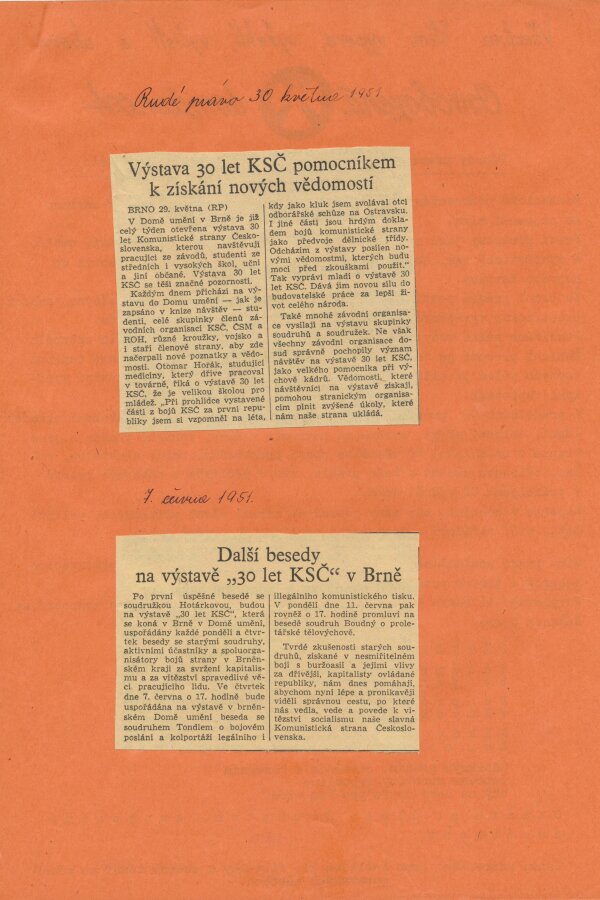 Rudé právo 30 května 1951.
Výstava 30 let KSČ pomocníkem
k získání nových vědomostí
BRNO 29. května (RP)
V Domě umění v Brně je již
celý týden otevřena výstava 30
let Komunistické strany Česko-
slovenska, kterou navštěvují
pracující ze závodů, studenti ze
středních i vysokých škol, učni
a jiní občané. Výstava 30 let
KSČ se těší značné pozornosti.
Každým dnem přichází na vý-
stavu do Domu umění — jak je
zapsáno v knize návštěv — stu-
denti, celé skupinky členů zá-
vodních organisací KSČ, ČSM a
ROH, různé kroužky, vojsko a
i staří členové strany, aby zde
načerpali nové poznatky a vědo-
mosti. Otomar Hořák, studující
medicíny, který dříve pracoval
v továrně, říká o výstavě 30 let
KSČ, že je velikou školou pro
mládež. „Při prohlídce vystavené
části z bojů KSČ za první repu-
bliky jsem si vzpomněl na léta,
kdy jako kluk jsem svolával otci
odborářské schůze na Ostravsku.
I jiné části jsou hrdým dokla-
dem bojů komunistické strany
jako předvoje dělnické třídy.
Odcházím z výstavy posilen no-
vými vědomostmi, kterých budu
moci před zkouškami použít.“
Tak vypráví mladí o výstavě 30
let KSČ. Dává jim novou sílu do
budovatelské práce za lepší ži-
vot celého národa.
Také mnohé závodní organisa-
ce vysílají na výstavu skupinky
soudruhů a soudružek. Ne však
všechny závodní organisace do-
sud správně pochopily význam
návštěv na výstavě 30 let KSČ,
jako velkého pomocníka při vý-
chově kádrů. Vědomosti, které
návštěvníci na výstavě získají,
pomohou stranickým organisa-
cím plnit zvýšené úkoly, které
nám naše strana ukládá.
7. června 1951.
Další besedy
na výstavě „30 let KSČ“ v Brně
Po první úspěšné besedě se
soudružkou Hotárkovou, budou
na výstavě „30 let KSČ“, která
se koná v Brně v Domě umění,
uspořádány každé pondělí a čtvr-
tek besedy se starými soudruhy,
aktivními účastníky a spoluorga-
nisátory bojů strany v Brněn-
ském kraji za svržení kapitalis-
mu a za vítězství spravedlivé vě-
ci pracujícího lidu. Ve čtvrtek
dne 7. června o 17. hodině bude
uspořádána na výstavě v brněn-
ském Domě umění beseda se
soudruhem Tondlem o bojovém
poslání a kolportáži legálního i
illegálního komunistického tisku.
V pondělí dne 11. června pak
rovněž o 17. hodině promluví na
besedě soudruh Boudný o prole-
tářské tělovýchově.
Tvrdé zkušenosti starých sou-
druhů, získané v nesmiřitelném
boji s buržoasií a jejími vlivy
za dřívější, kapitalisty ovládané
republiky, nám dnes pomáhají,
abychom nyní lépe a pronikavěji
viděli správnou cestu, po které
nás vedla, vede a povede k ví-
tězství socialismu naše slavná
Komunistická strana Českoslo-
venska.